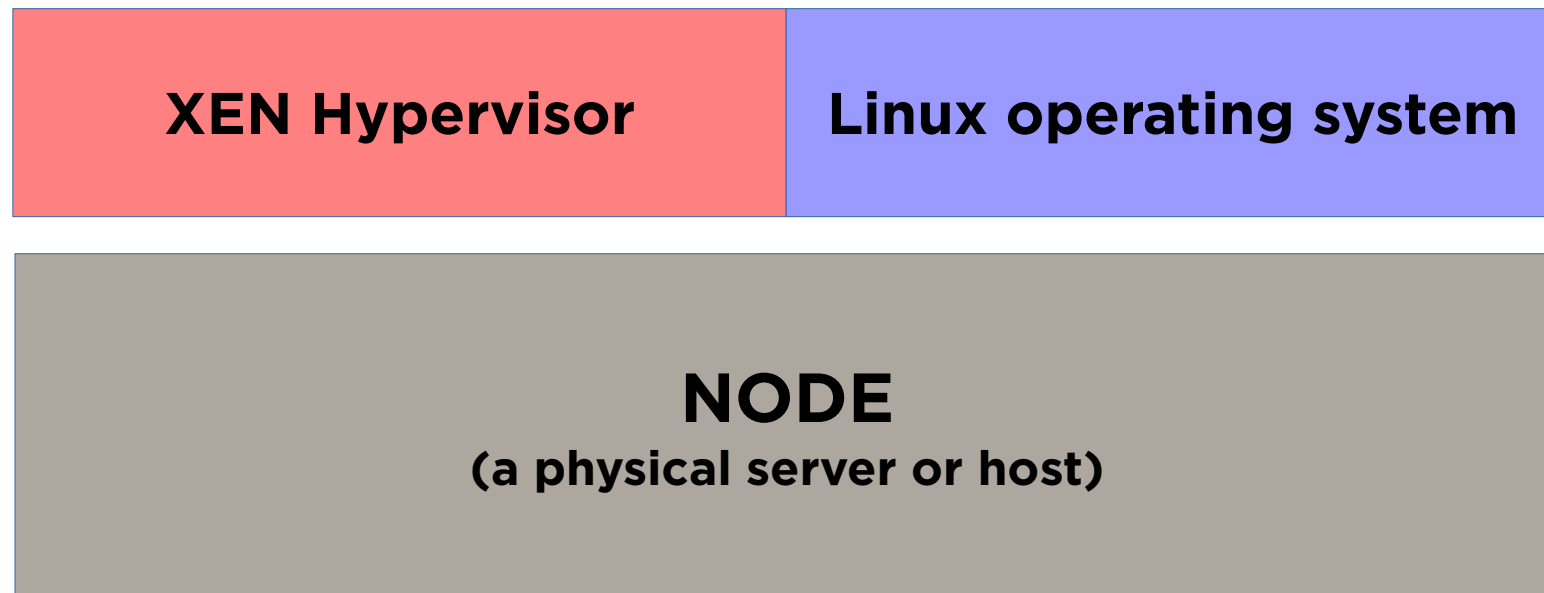 XEN Hypervisor
Linux operating system
NODE
(a physical server or host)